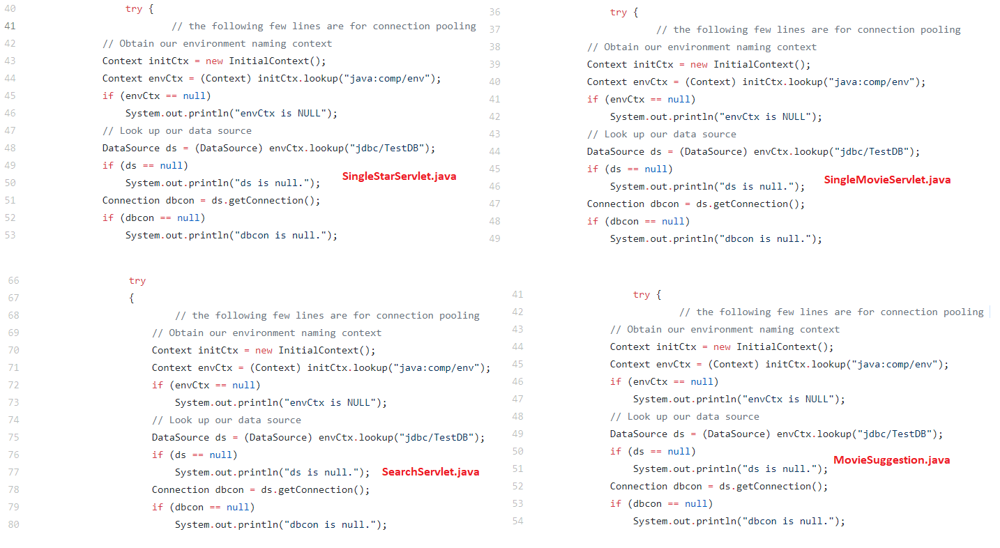 40 try {
41 // the following few lines are for connection pooling
42 // Obtain our environment naming context
43 Context initCtx = new InitialContext();
44 Context envCtx = (Context) initCtx.lookup("java:comp/env");
45 if (envCtx == null)
46 System.out.println("envCtx is NULL");
47 // Look up our data source
48 DataSource ds = (DataSource) envCtx.lookup("jdbc/TestDB");
49 if (ds == null)
SingleStarServlet.java
50 System.out.println("ds is null.");
51 Connection dbcon = ds.getConnection();
52 if (dbcon == null)
53 System.out.println("dbcon is null.");
36 try {
37 // the following few lines are for connection pooling
38 // Obtain our environment naming context
39 Context initCtx = new InitialContext();
40 Context envCtx = (Context) initCtx.lookup("java:comp/env");
41 if (envCtx == null)
42 System.out.println("envCtx is NULL");
43 // Look up our data source
44 DataSource ds = (DataSource) envCtx.lookup("jdbc/TestDB");
45 if (ds == null)
SingleMovieServlet.java
46 System.out.println("ds is null.");
47 Connection dbcon = ds.getConnection();
48 if (dbcon == null)
49 System.out.println("dbcon is null.");
66 try
67 {
68 // the following few lines are for connection pooling
69 // Obtain our environment naming context
70 Context initCtx = new InitialContext();
71 Context envCtx = (Context) initCtx.lookup("java:comp/env");
72 if (envCtx == null)
73 System.out.println("envCtx is NULL");
74 // Look up our data source
75 DataSource ds = (DataSource) envCtx.lookup("jdbc/TestDB");
76 if (ds == null)
77 System.out.println("ds is null."); SearchServlet.java
78 Connection dbcon = ds.getConnection();
79 if (dbcon == null)
80 System.out.println("dbcon is null.");
41 try {
42 // the following few lines are for connection pooling
43 // Obtain our environment naming context
44 Context initCtx = new InitialContext();
45 Context envCtx = (Context) initCtx.lookup("java:comp/env");
46 if (envCtx == null)
47 System.out.println("envCtx is NULL");
48 // Look up our data source
49 DataSource ds = (DataSource) envCtx.lookup("jdbc/TestDB");
50 if (ds == null)
MovieSuggestion.java
51 System.out.println("ds is null.");
52 Connection dbcon = ds.getConnection();
53 if (dbcon == null)
54 System.out.println("dbcon is null.");